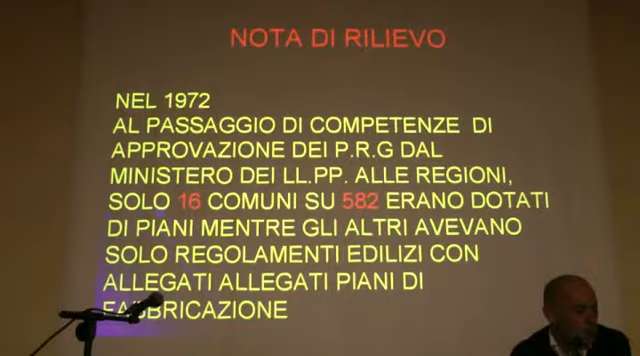 NOTA DI RILIEVO
NEL 1972
AL PASSAGGIO DI COMPETENZE DI
APPROVAZIONE DEI P.R.G DAL
MINISTERO DEI LL.PP. ALLE REGIONI,
SOLO 16 COMUNI SU 582 ERANO DOTATI
DI PIANI MENTRE GLI ALTRI AVEVANO
SOLO REGOLAMENTI EDILIZI CON
ALLEGATI ALLEGATI PIANI DI
FABBRICAZIONE